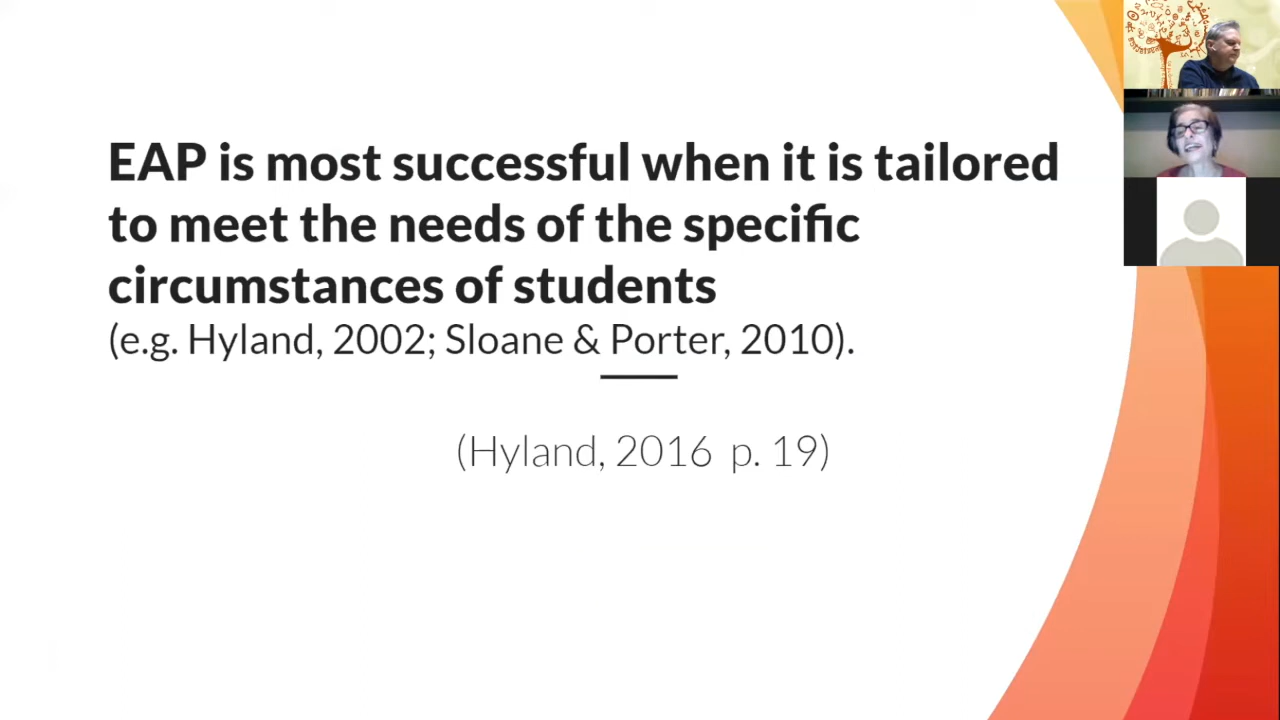 EAP is most successful when it is tailored
to meet the needs of the specific
circumstances of students
(e.g. Hyland, 2002; Sloane & Porter, 2010).
(Hyland, 2016 p. 19)